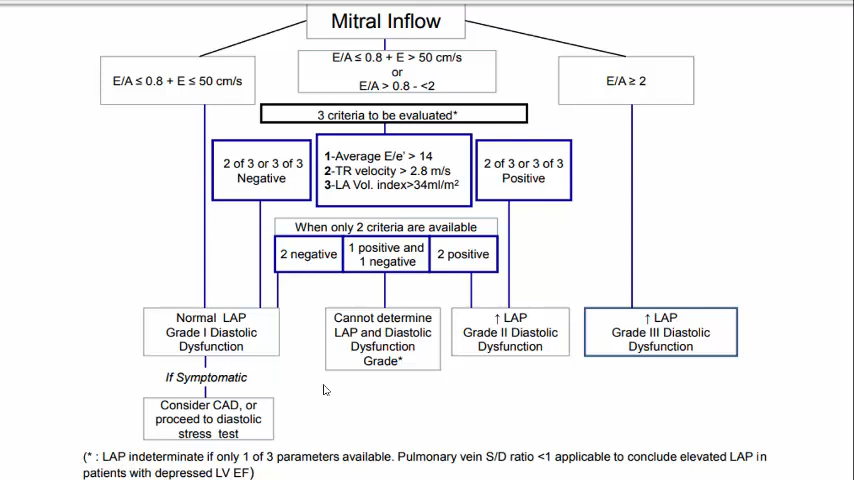 Mitral Inflow
E/A ≤ 0.8 + E ≤ 50 cm/s
E/A ≤ 0.8 + E > 50 cm/s
or
E/A > 0.8 - <2
E/A ≥ 2
3 criteria to be evaluated*
2 of 3 or 3 of 3
Negative
1-Average E/e' > 14
2-TR velocity > 2.8 m/s
3-LA Vol. index>34ml/m²
2 of 3 or 3 of 3
Positive
When only 2 criteria are available
2 negative
1 positive and
1 negative
2 positive
Normal LAP
Grade I Diastolic
Dysfunction
Cannot determine
LAP and Diastolic
Dysfunction
Grade*
↑ LAP
Grade II Diastolic
Dysfunction
↑ LAP
Grade III Diastolic
Dysfunction
If Symptomatic
Consider CAD, or
proceed to diastolic
stress test
(* : LAP indeterminate if only 1 of 3 parameters available. Pulmonary vein S/D ratio <1 applicable to conclude elevated LAP in
patients with depressed LV EF)